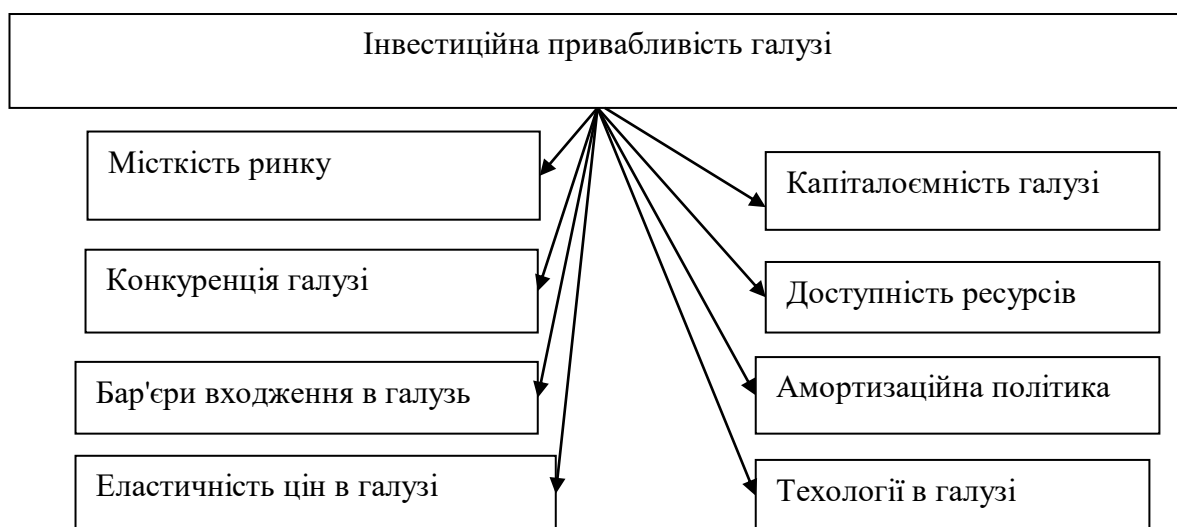 Інвестиційна привабливість галузі
Місткість ринку
Капіталоємність галузі
Конкуренція галузі
Доступність ресурсів
Бар'єри входження в галузь
Амортизаційна політика
Еластичність цін в галузі
Техології в галузі